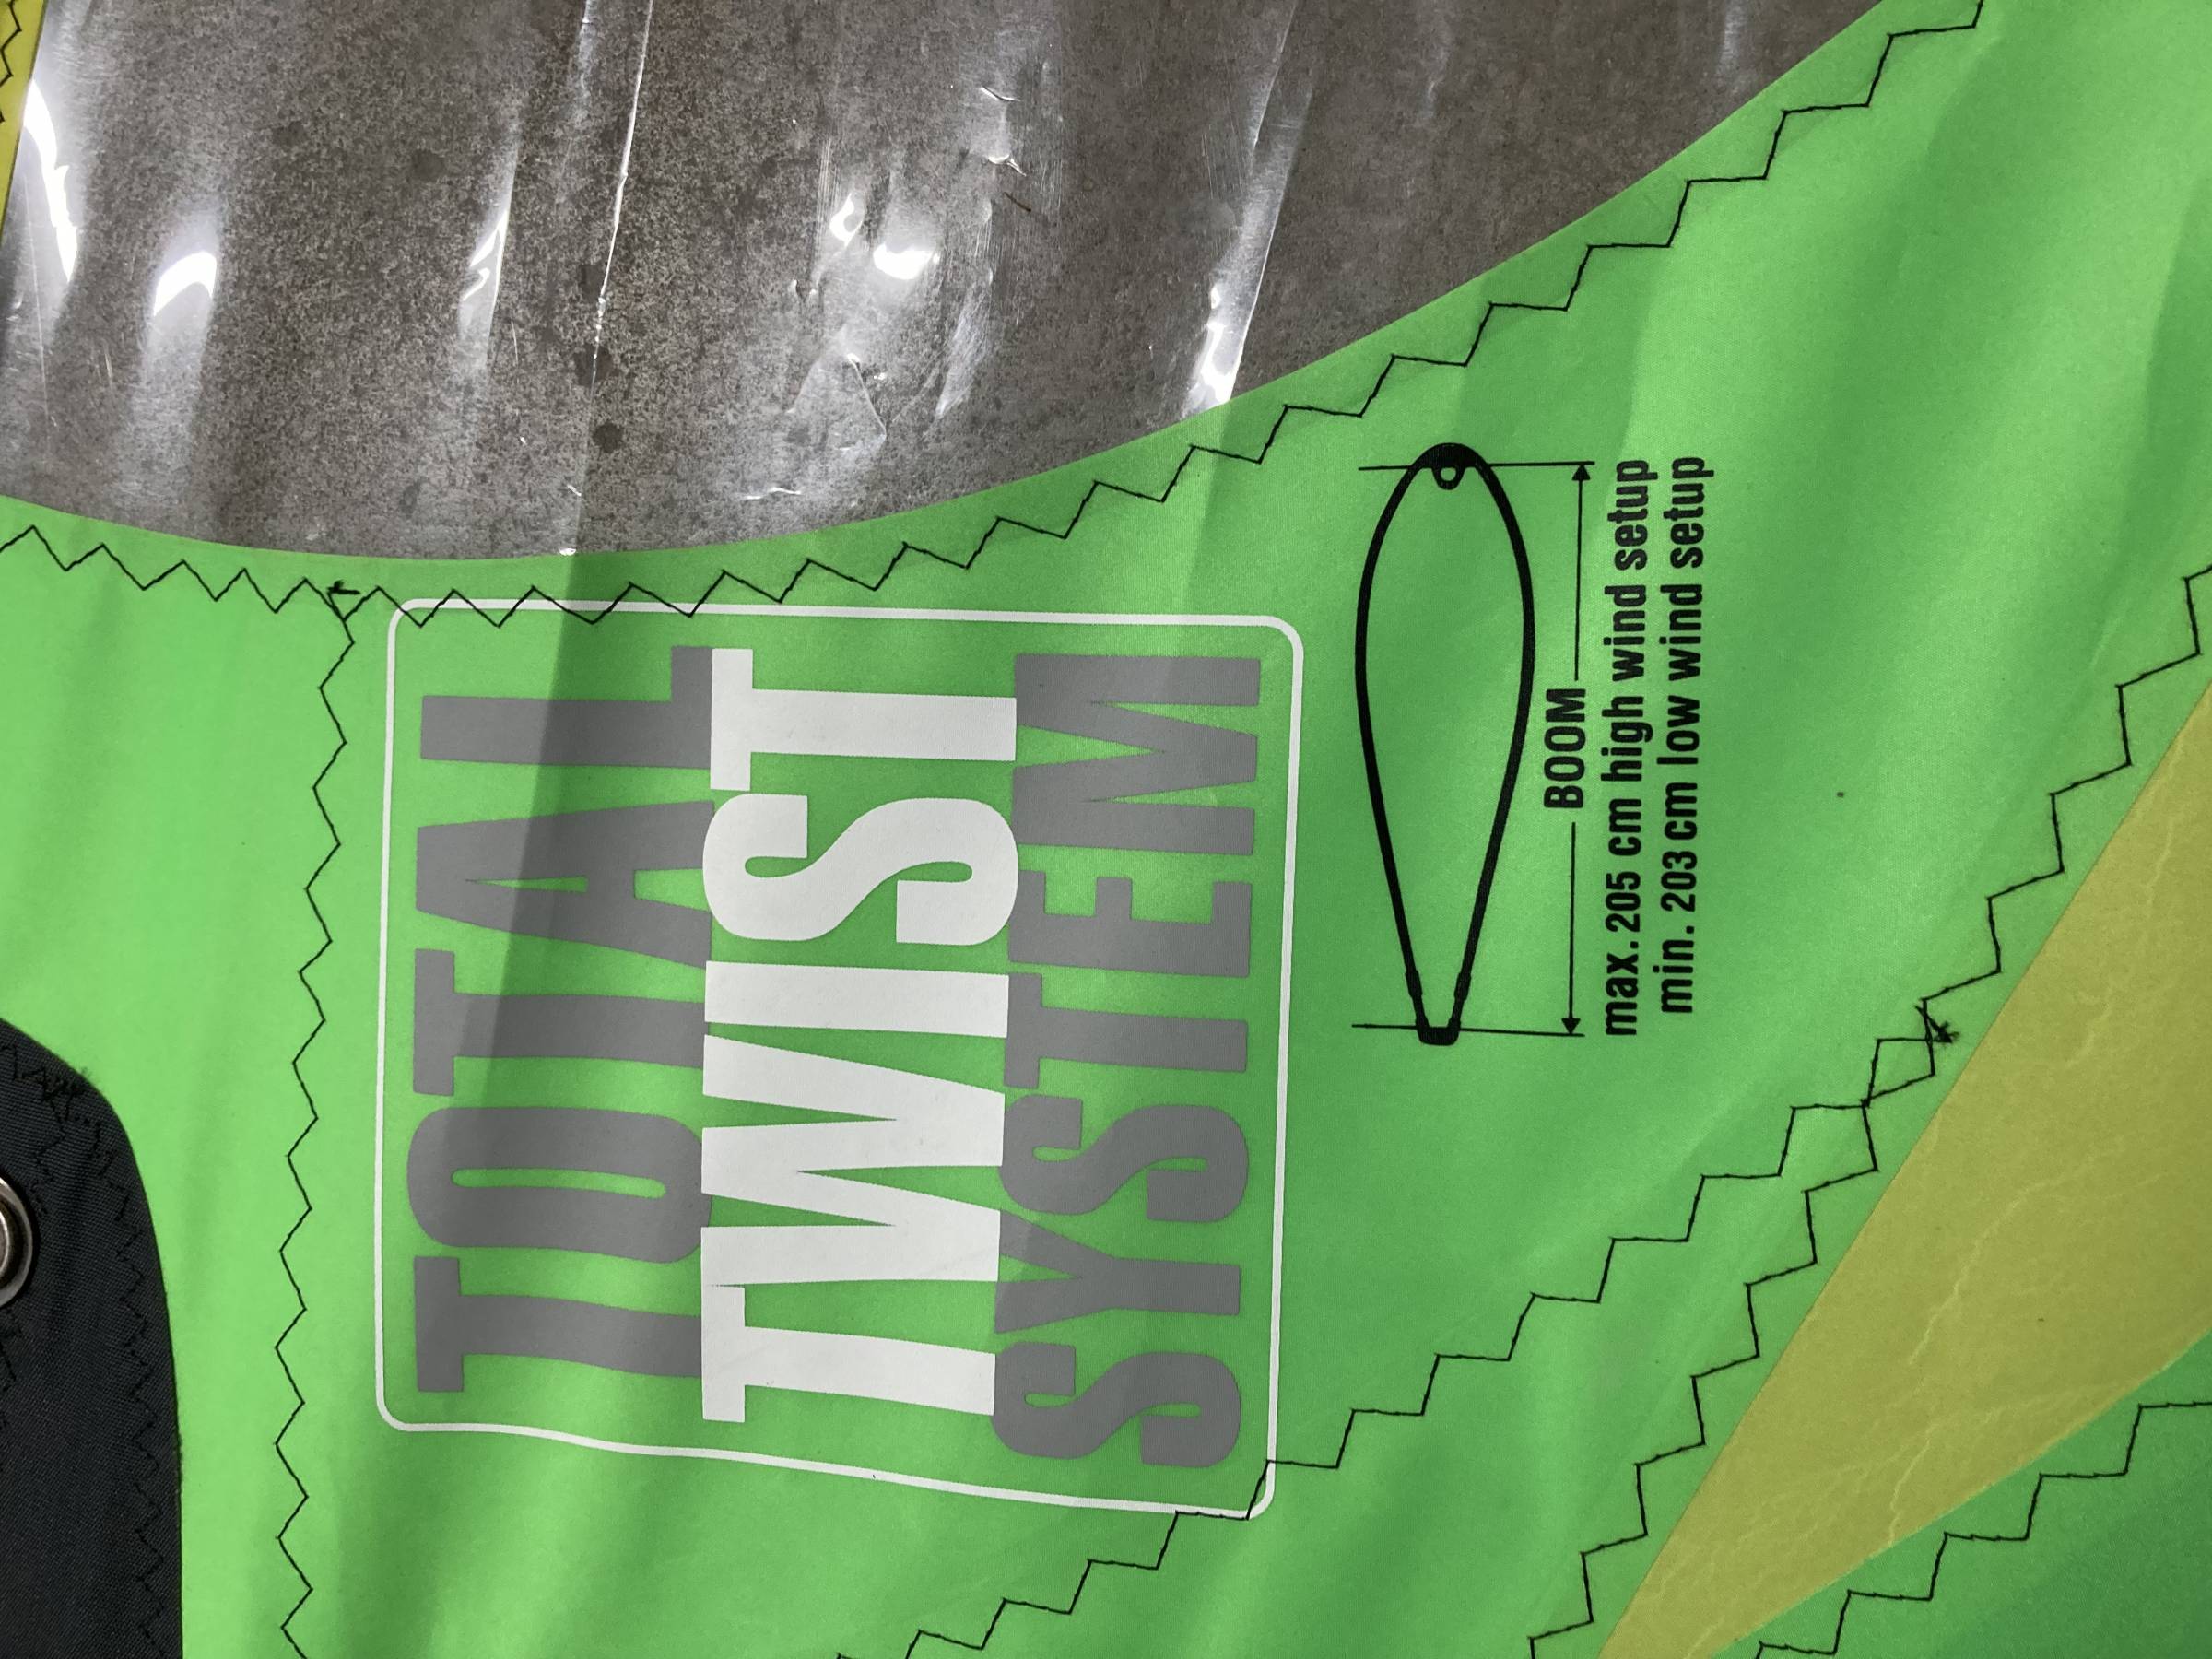 TOTAL
TWIST
SYSTEM
BOOM
max. 205 cm high wind setup
min. 203 cm low wind setup